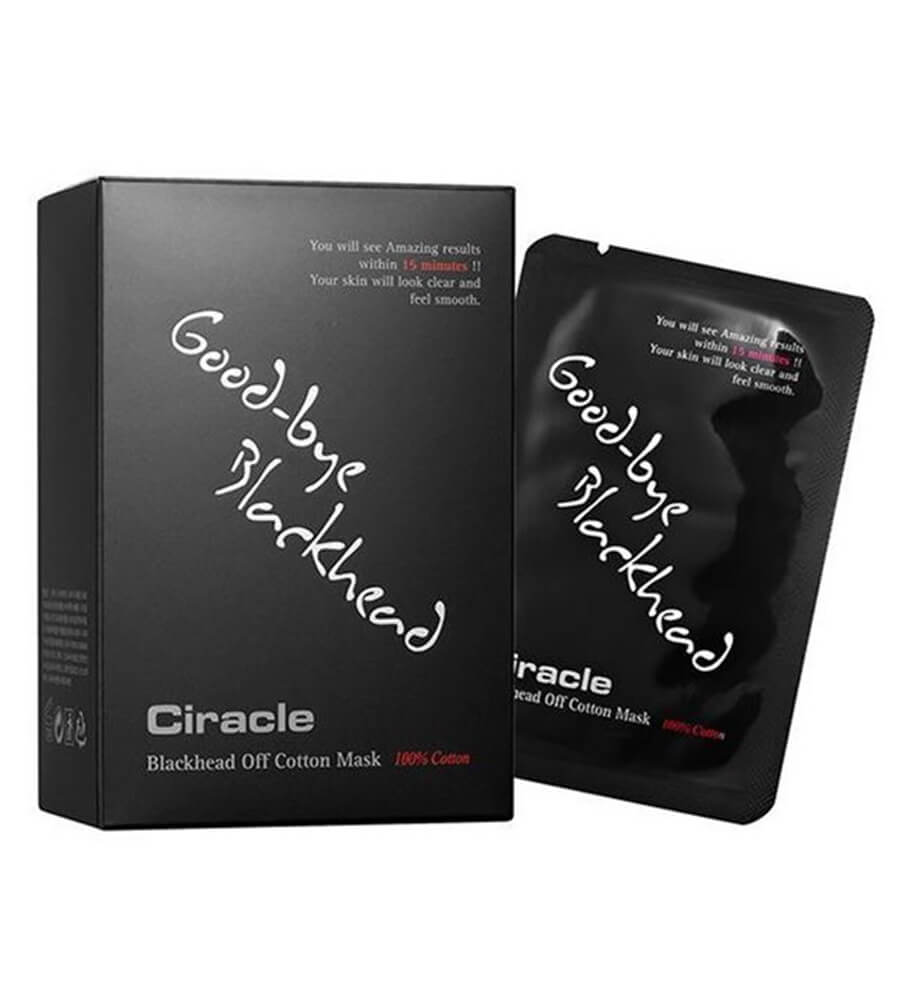 You will see Amazing results
within 15 minutes !!
Your skin will look clear and
feel smooth.
Good-bye
Blackhead
Ciracle
Blackhead Off Cotton Mask 100% Cotton
You will see Amazing results
within 15 minutes !!
Your skin will look clear and
feel smooth.
Good-bye
Blackhead
iracle
head Off Cotton Mask 100% Cotton